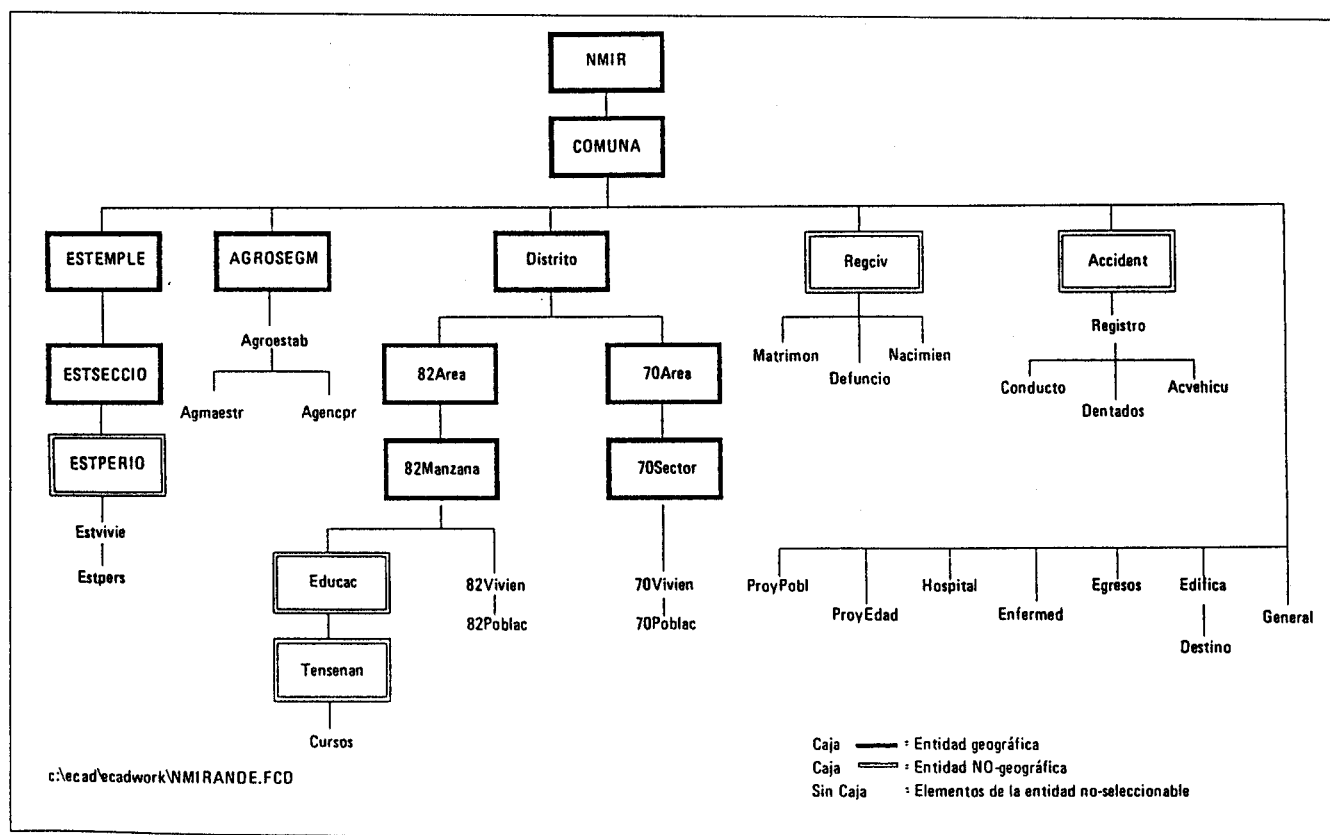 NMIR
COMUNA
ESTEMPLE
AGROSEGM
Distrito
Regciv
Accident
Agroestab
Registro
ESTSECCIO
82Area
70Area
Matrimon
Nacimien
Defuncio
Conducto
Acvehicu
Dentados
Agmaestr
Agencpr
ESTPERIO
82Manzana
70Sector
Estvivie
Estpers
Educac
82Vivien
70Vivien
82Poblac
70Poblac
ProyPobl
Hospital
Egresos
Edifica
ProyEdad
Enfermed
General
Destino
Tensenan
Cursos
Caja : Entidad geográfica
Caja : Entidad NO-geográfica
Sin Caja : Elementos de la entidad no-seleccionable
c:\ecad\ecadwork\NMIRANDE.FCD